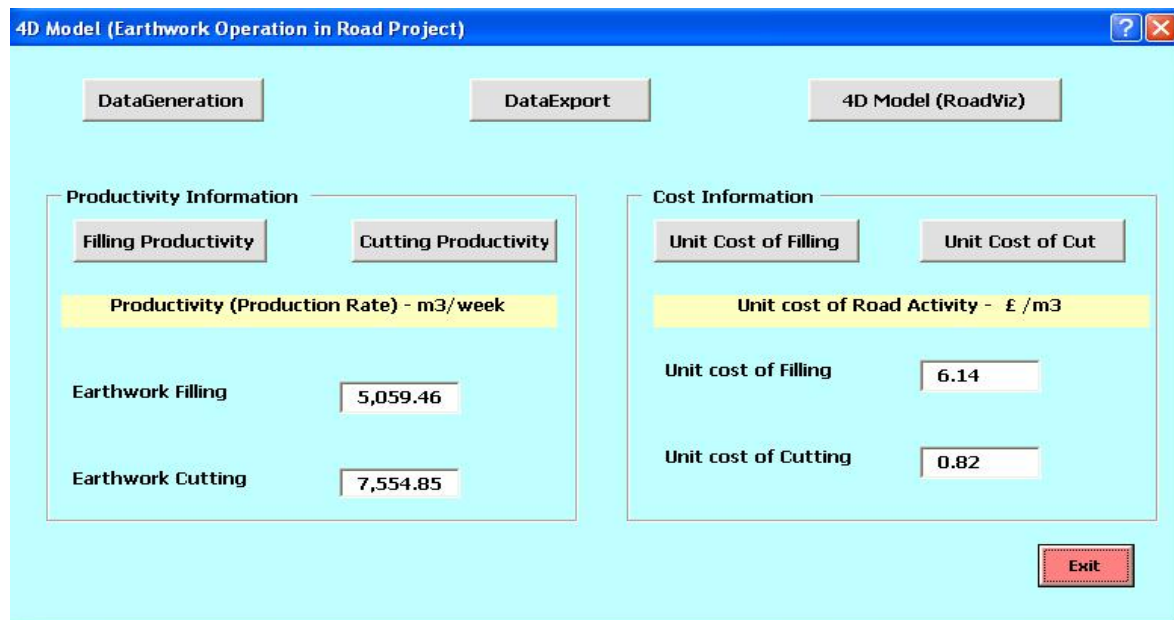 4D Model (Earthwork Operation in Road Project)
?
DataGeneration
DataExport
4D Model (RoadViz)
Productivity Information
Filling Productivity
Cutting Productivity
Productivity (Production Rate) - m3/week
Earthwork Filling
5,059.46
Earthwork Cutting
7,554.85
Cost Information
Unit Cost of Filling
Unit Cost of Cut
Unit cost of Road Activity - £ /m3
Unit cost of Filling
6.14
Unit cost of Cutting
0.82
Exit